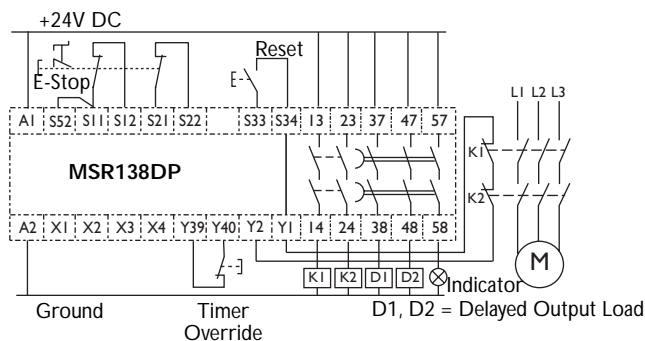 +24V DC
E-Stop
Reset
A1 S52 S11 S12 S21 S22 S33 S34 13 23 37 47 57
L1 L2 L3
K1
MSR138DP
K2
A2 X1 X2 X3 X4 Y39 Y40 Y2 Y1 14 24 38 48 58
K1 K2 D1 D2 Indicator
M
Ground
Timer
Override
D1, D2 = Delayed Output Load